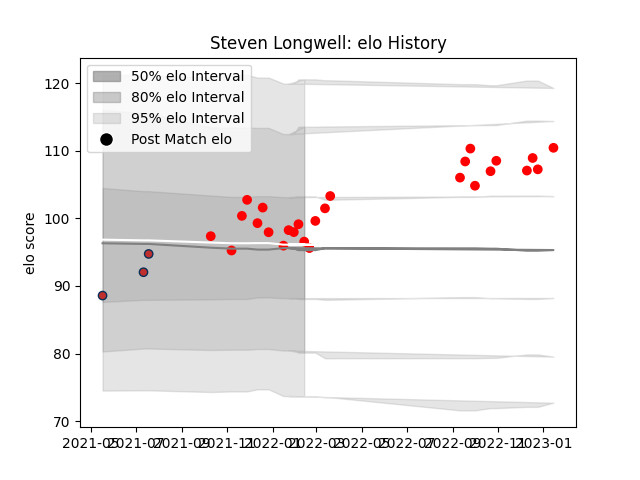 Steven Longwell: elo History
50% elo Interval
80% elo Interval
95% elo Interval
Post Match elo
elo score
120
110
100
90
80
70
2021-05 2021-07 2021-09 2021-11 2022-01 2022-03 2022-05 2022-07 2022-09 2022-11 2023-01